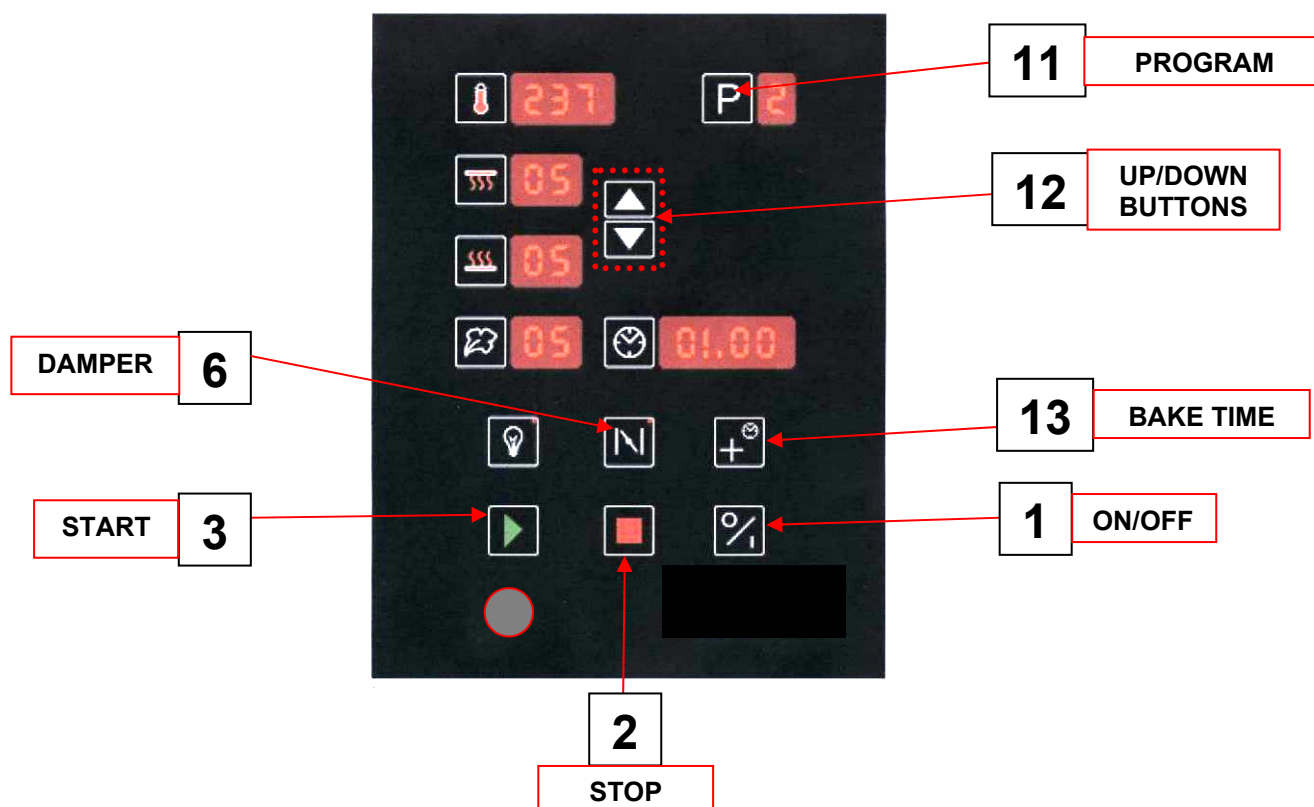 11 PROGRAM
237 P 2
05
12 UP/DOWN
BUTTONS
05
DAMPER 6
05 01.00
13 BAKE TIME
START 3
1 ON/OFF
2
STOP